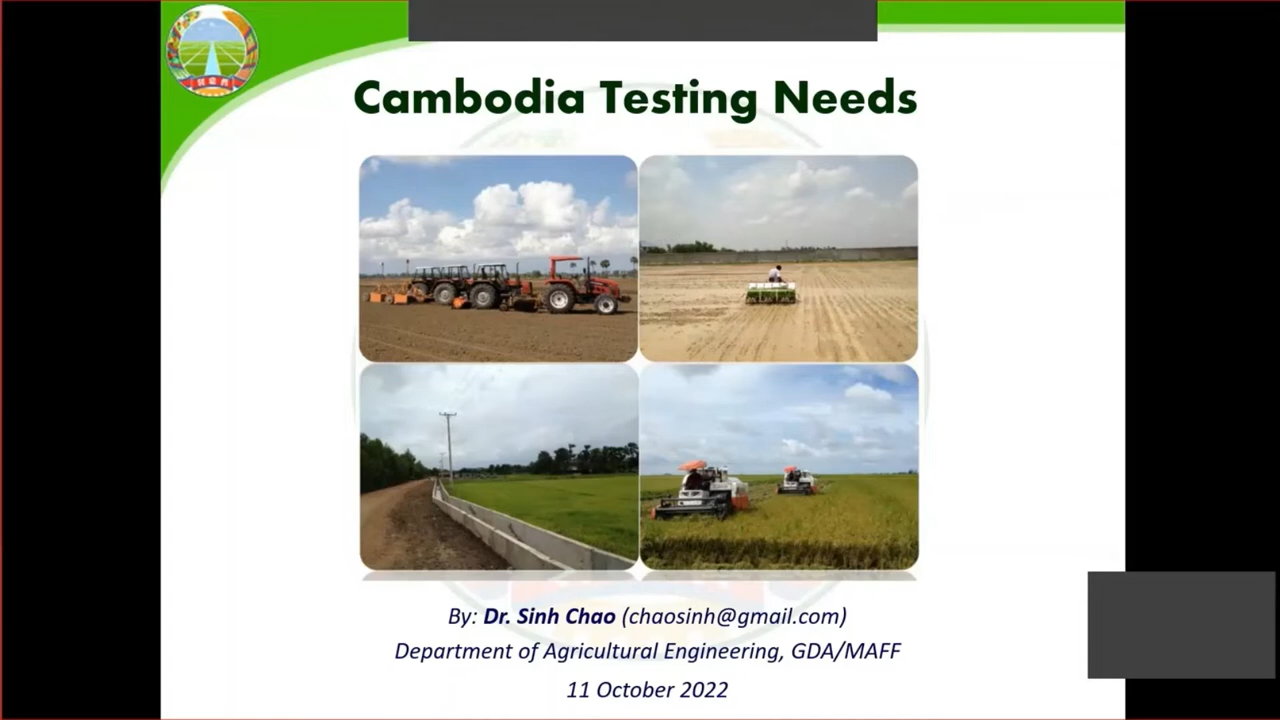 Cambodia Testing Needs
By: Dr. Sinh Chao (chaosinh@gmail.com)
Department of Agricultural Engineering, GDA/MAFF
11 October 2022